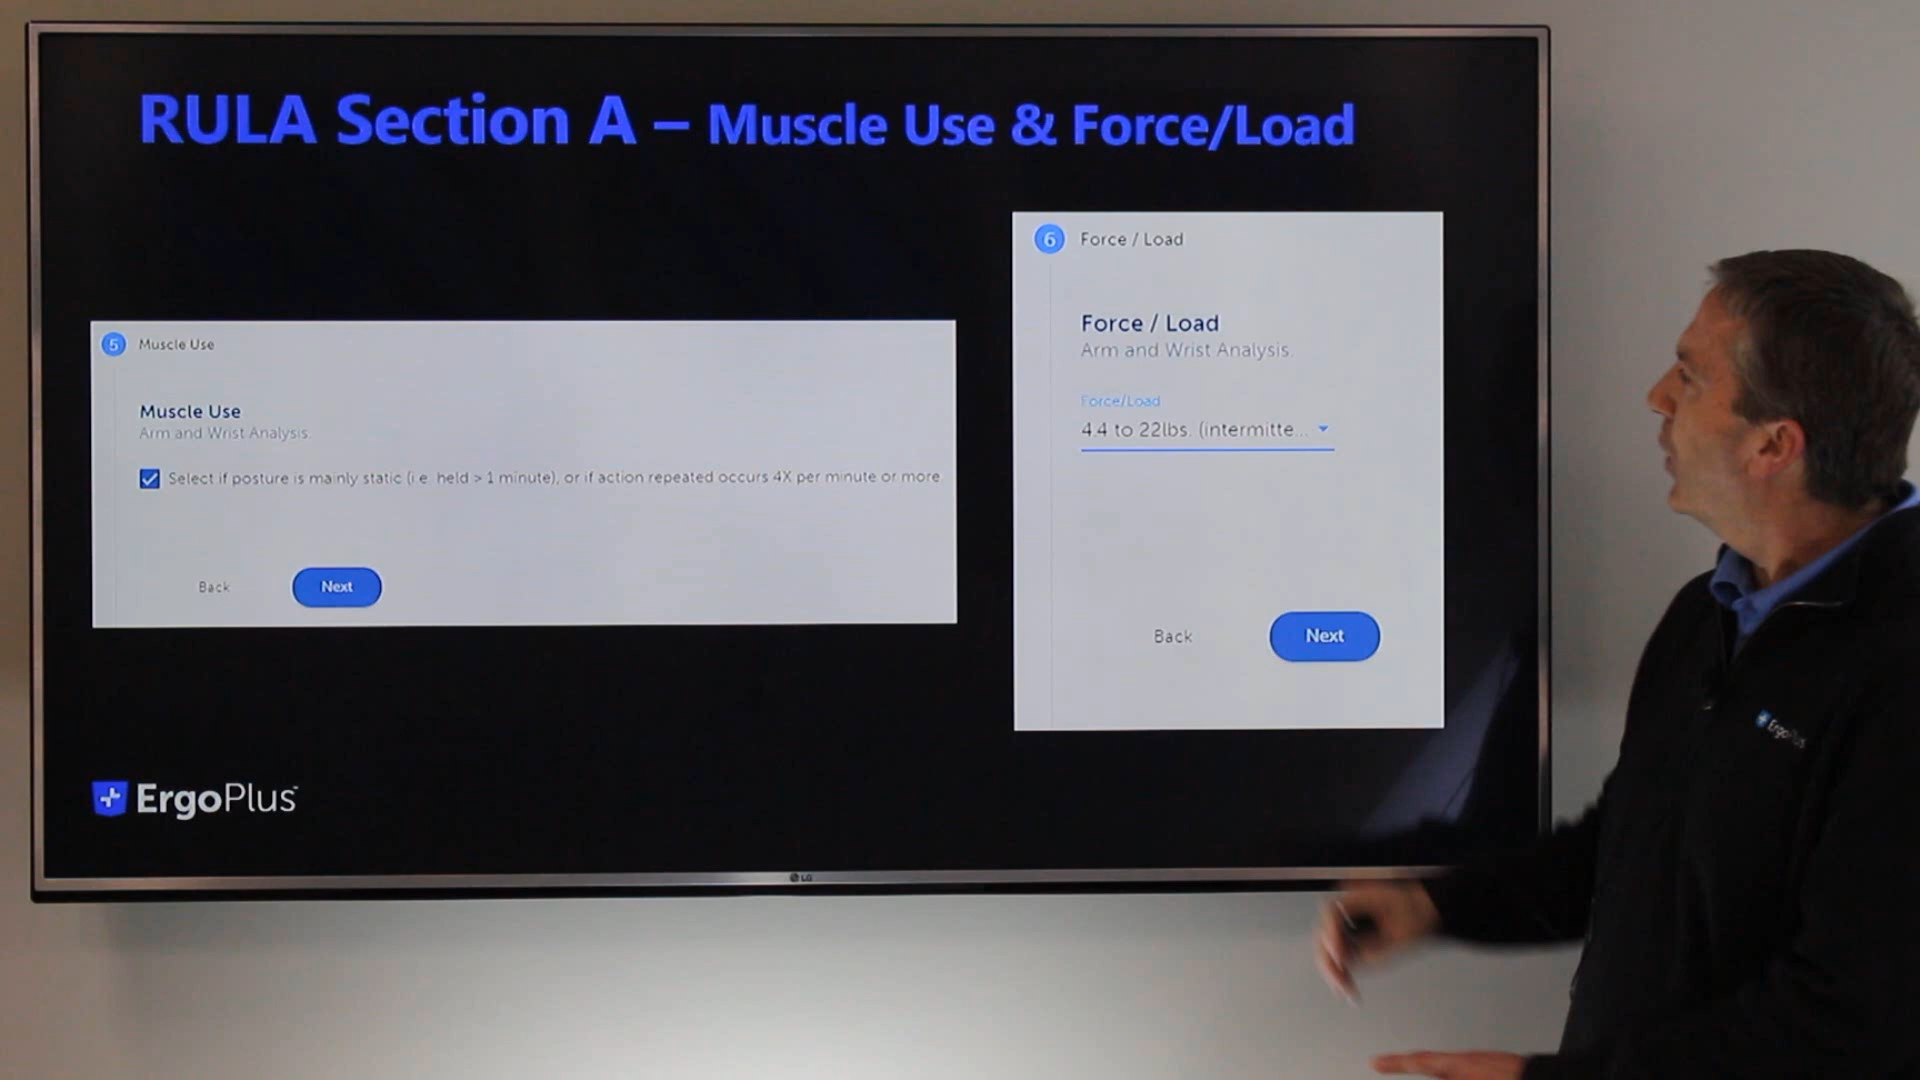 RULA Section A – Muscle Use & Force/Load
5 Muscle Use
Muscle Use
Arm and Wrist Analysis.
Select if posture is mainly static (i.e. held > 1 minute), or if action repeated occurs 4X per minute or more
Back Next
6 Force / Load
Force / Load
Arm and Wrist Analysis.
Force/Load
4.4 to 22lbs. (intermitte...
Back Next
ErgoPlus
LG
ErgoPlus